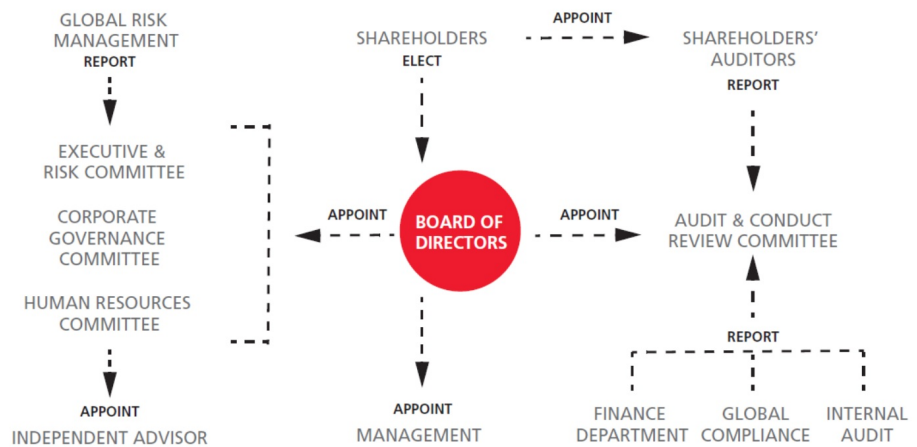 GLOBAL RISK
MANAGEMENT
REPORT
EXECUTIVE &
RISK COMMITTEE
CORPORATE
GOVERNANCE
COMMITTEE
HUMAN RESOURCES
COMMITTEE
APPOINT
INDEPENDENT ADVISOR
SHAREHOLDERS
ELECT
APPOINT
SHAREHOLDERS'
AUDITORS
REPORT
APPOINT
BOARD OF
DIRECTORS
APPOINT
AUDIT & CONDUCT
REVIEW COMMITTEE
APPOINT
MANAGEMENT
REPORT
FINANCE
DEPARTMENT
GLOBAL
COMPLIANCE
INTERNAL
AUDIT